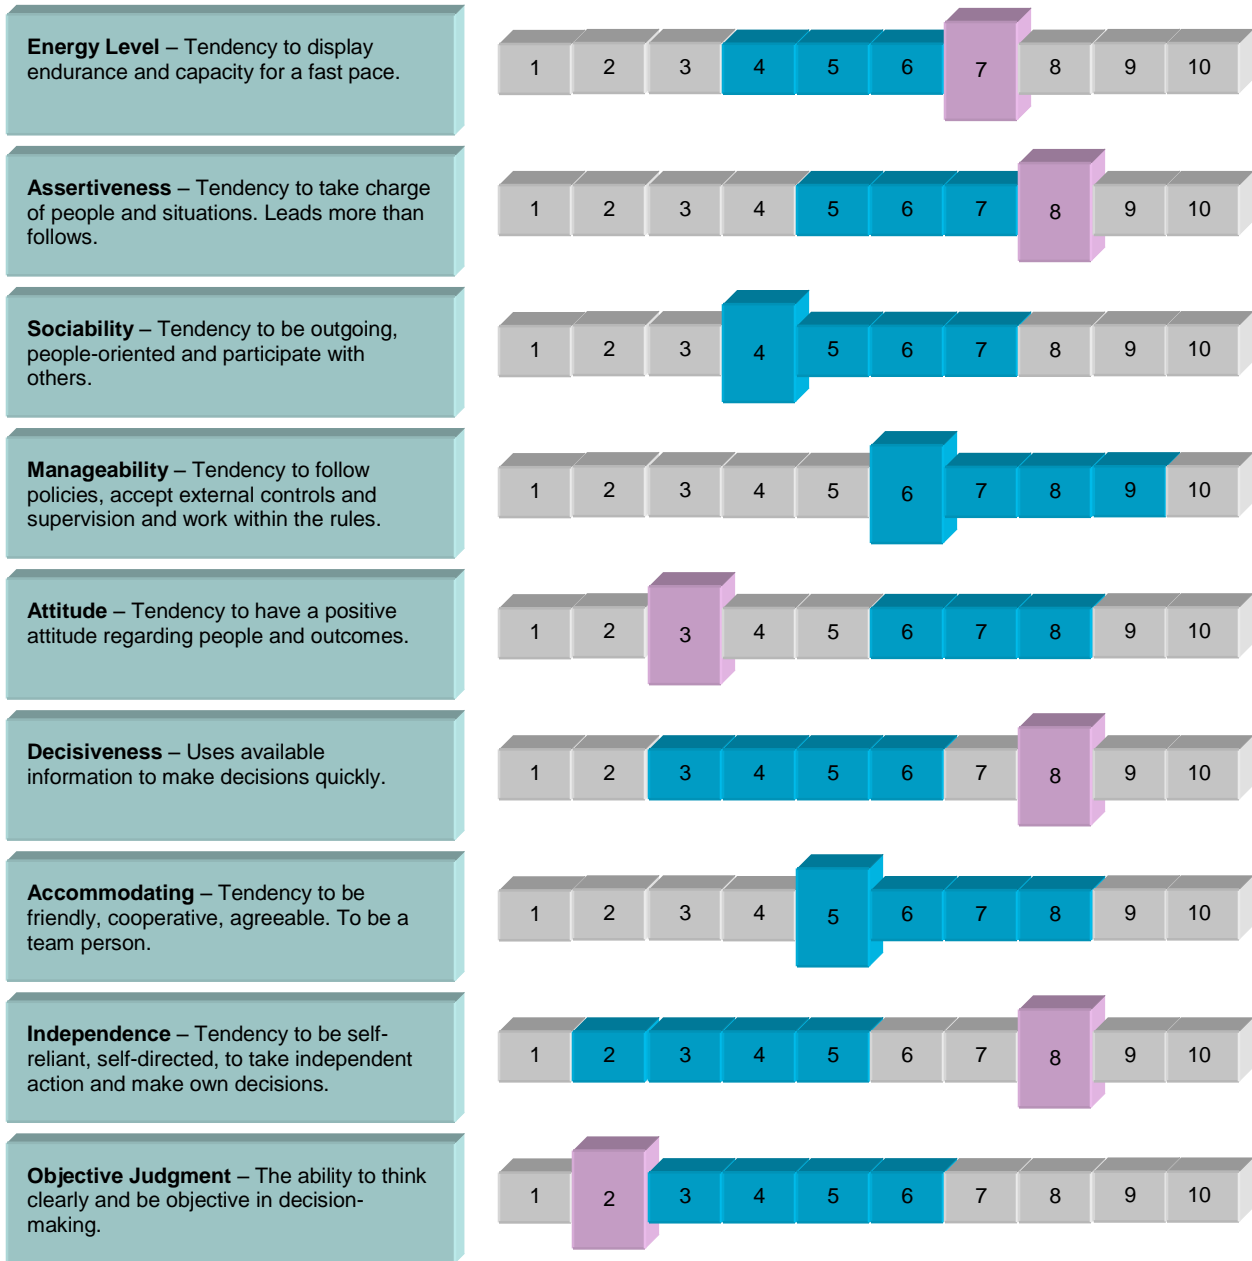 Energy Level – Tendency to display
endurance and capacity for a fast pace.
1 2 3 4 5 6 7 8 9 10
Assertiveness – Tendency to take charge
of people and situations. Leads more than
follows.
1 2 3 4 5 6 7 8 9 10
Sociability – Tendency to be outgoing,
people-oriented and participate with
others.
1 2 3 4 5 6 7 8 9 10
Manageability – Tendency to follow
policies, accept external controls and
supervision and work within the rules.
1 2 3 4 5 6 7 8 9 10
Attitude – Tendency to have a positive
attitude regarding people and outcomes.
1 2 3 4 5 6 7 8 9 10
Decisiveness – Uses available
information to make decisions quickly.
1 2 3 4 5 6 7 8 9 10
Accommodating – Tendency to be
friendly, cooperative, agreeable. To be a
team person.
1 2 3 4 5 6 7 8 9 10
Independence – Tendency to be self-
reliant, self-directed, to take independent
action and make own decisions.
1 2 3 4 5 6 7 8 9 10
Objective Judgment – The ability to think
clearly and be objective in decision-
making.
1 2 3 4 5 6 7 8 9 10